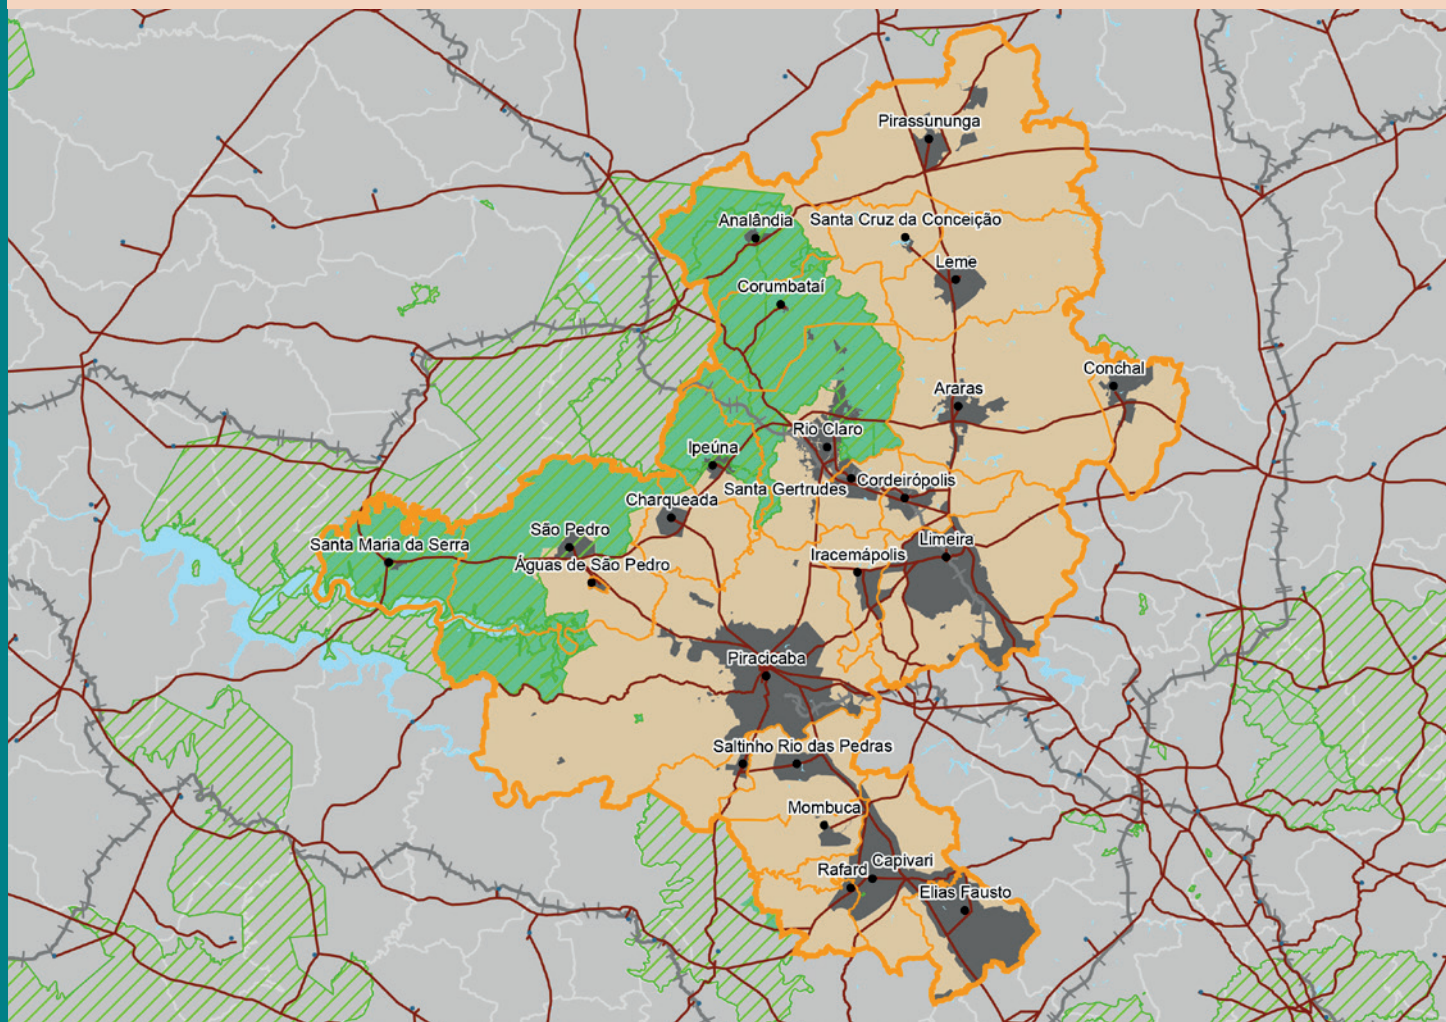 Pirassununga
Analândia
Santa Cruz da Conceição
Leme
Corumbataí
Conchal
Araras
Rio Claro
Ipeúna
Santa Gertrudes
Cordeirópolis
Charqueada
São Pedro
Limeira
Santa Maria da Serra
Iracemápolis
Águas de São Pedro
Piracicaba
Saltinho
Rio das Pedras
Mombuca
Rafard
Capivari
Elias Fausto